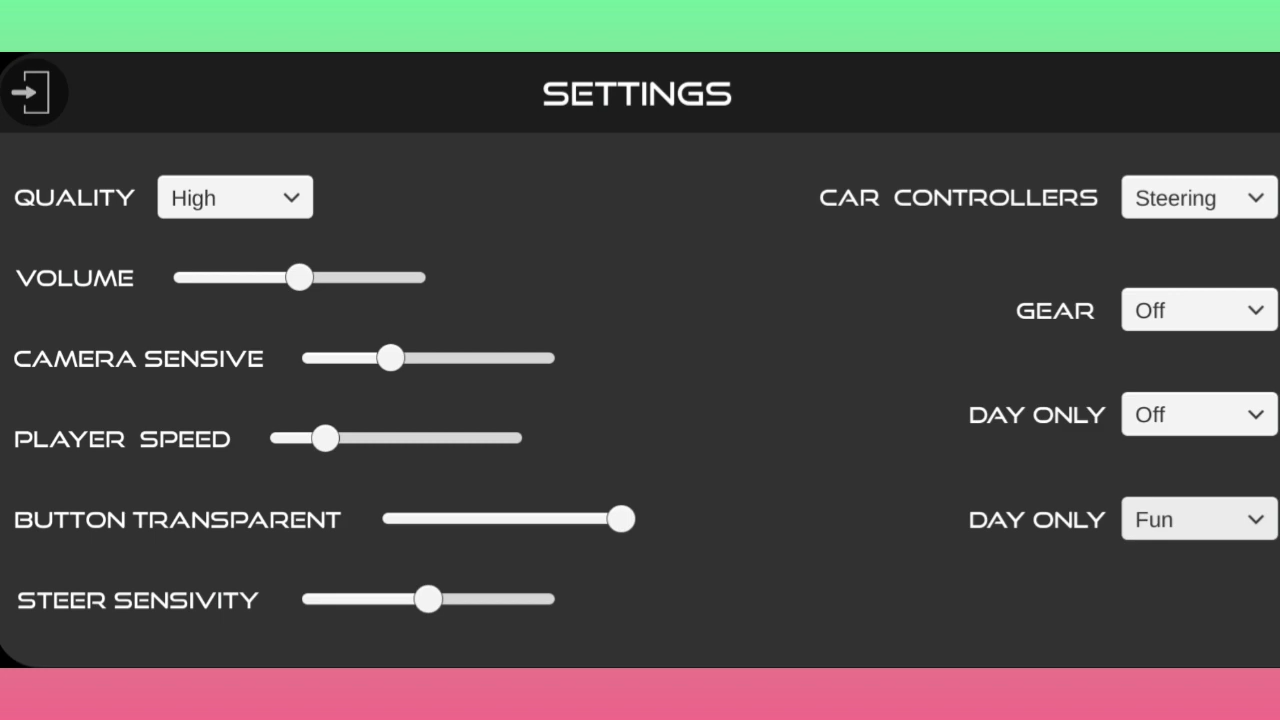 SETTINGS
QUALITY High
VOLUME
CAMERA SENSIVE
PLAYER SPEED
BUTTON TRANSPARENT
STEER SENSIVITY
CAR CONTROLLERS Steering
GEAR Off
DAY ONLY Off
DAY ONLY Fun